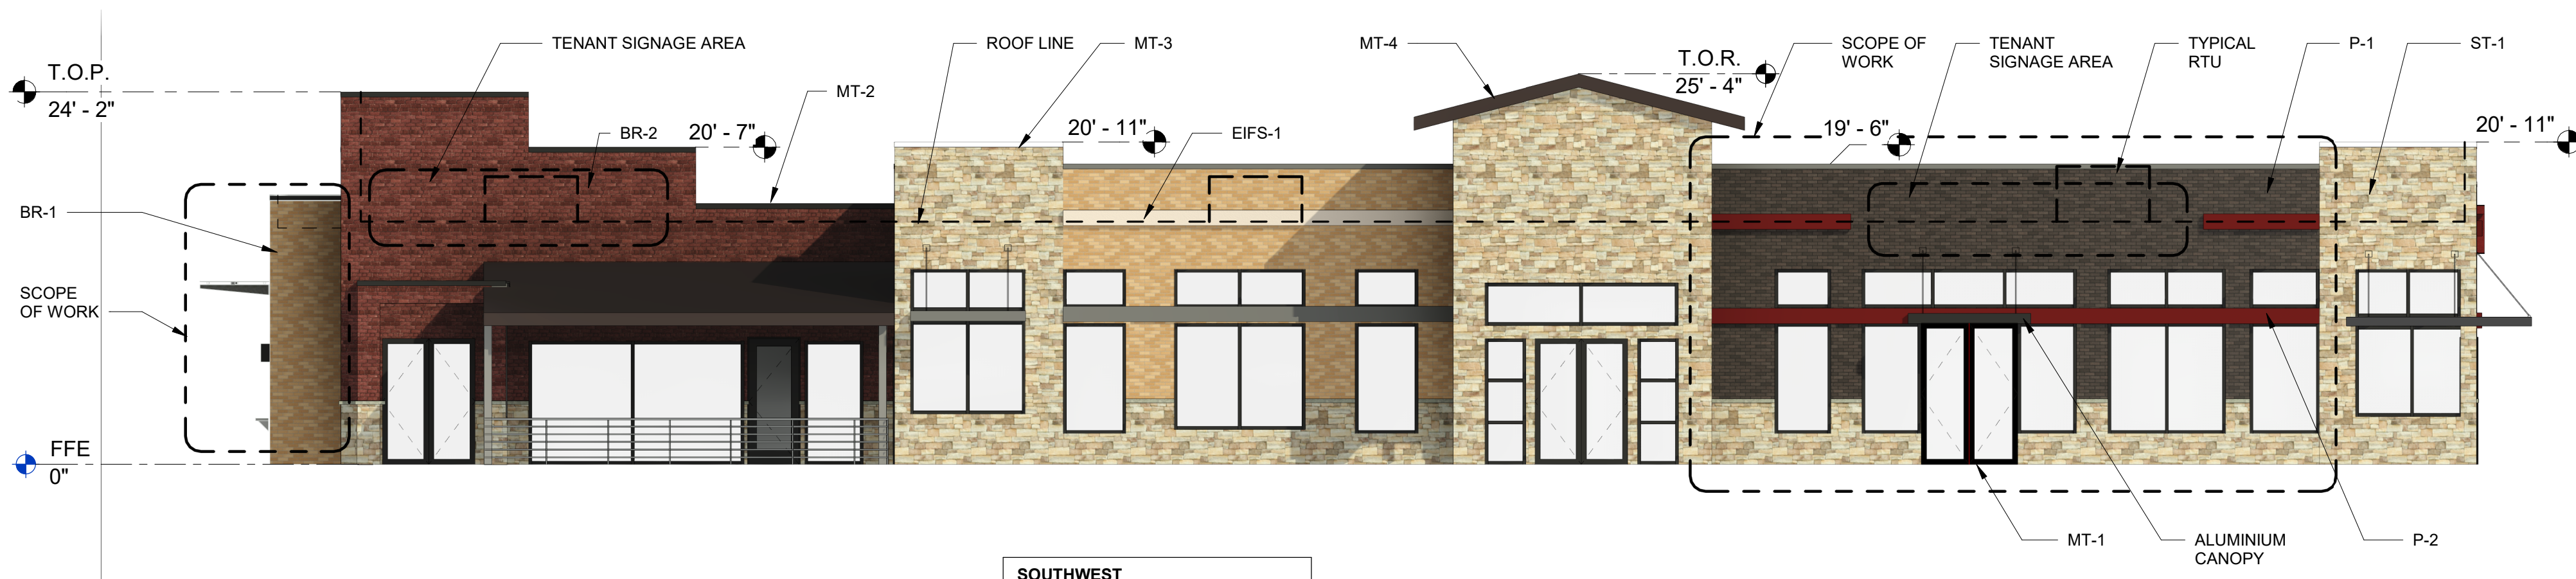 TENANT SIGNAGE AREA
ROOF LINE
MT-3
MT-4
SCOPE OF
WORK
TENANT
SIGNAGE AREA
TYPICAL
RTU
P-1
ST-1
T.O.P.
24' - 2"
T.O.R.
25' - 4"
MT-2
BR-2
20' - 7"
20' - 11"
EIFS-1
19' - 6"
20' - 11"
BR-1
SCOPE
OF WORK
FFE
0"
MT-1
ALUMINIUM
CANOPY
P-2
SOUTHWEST